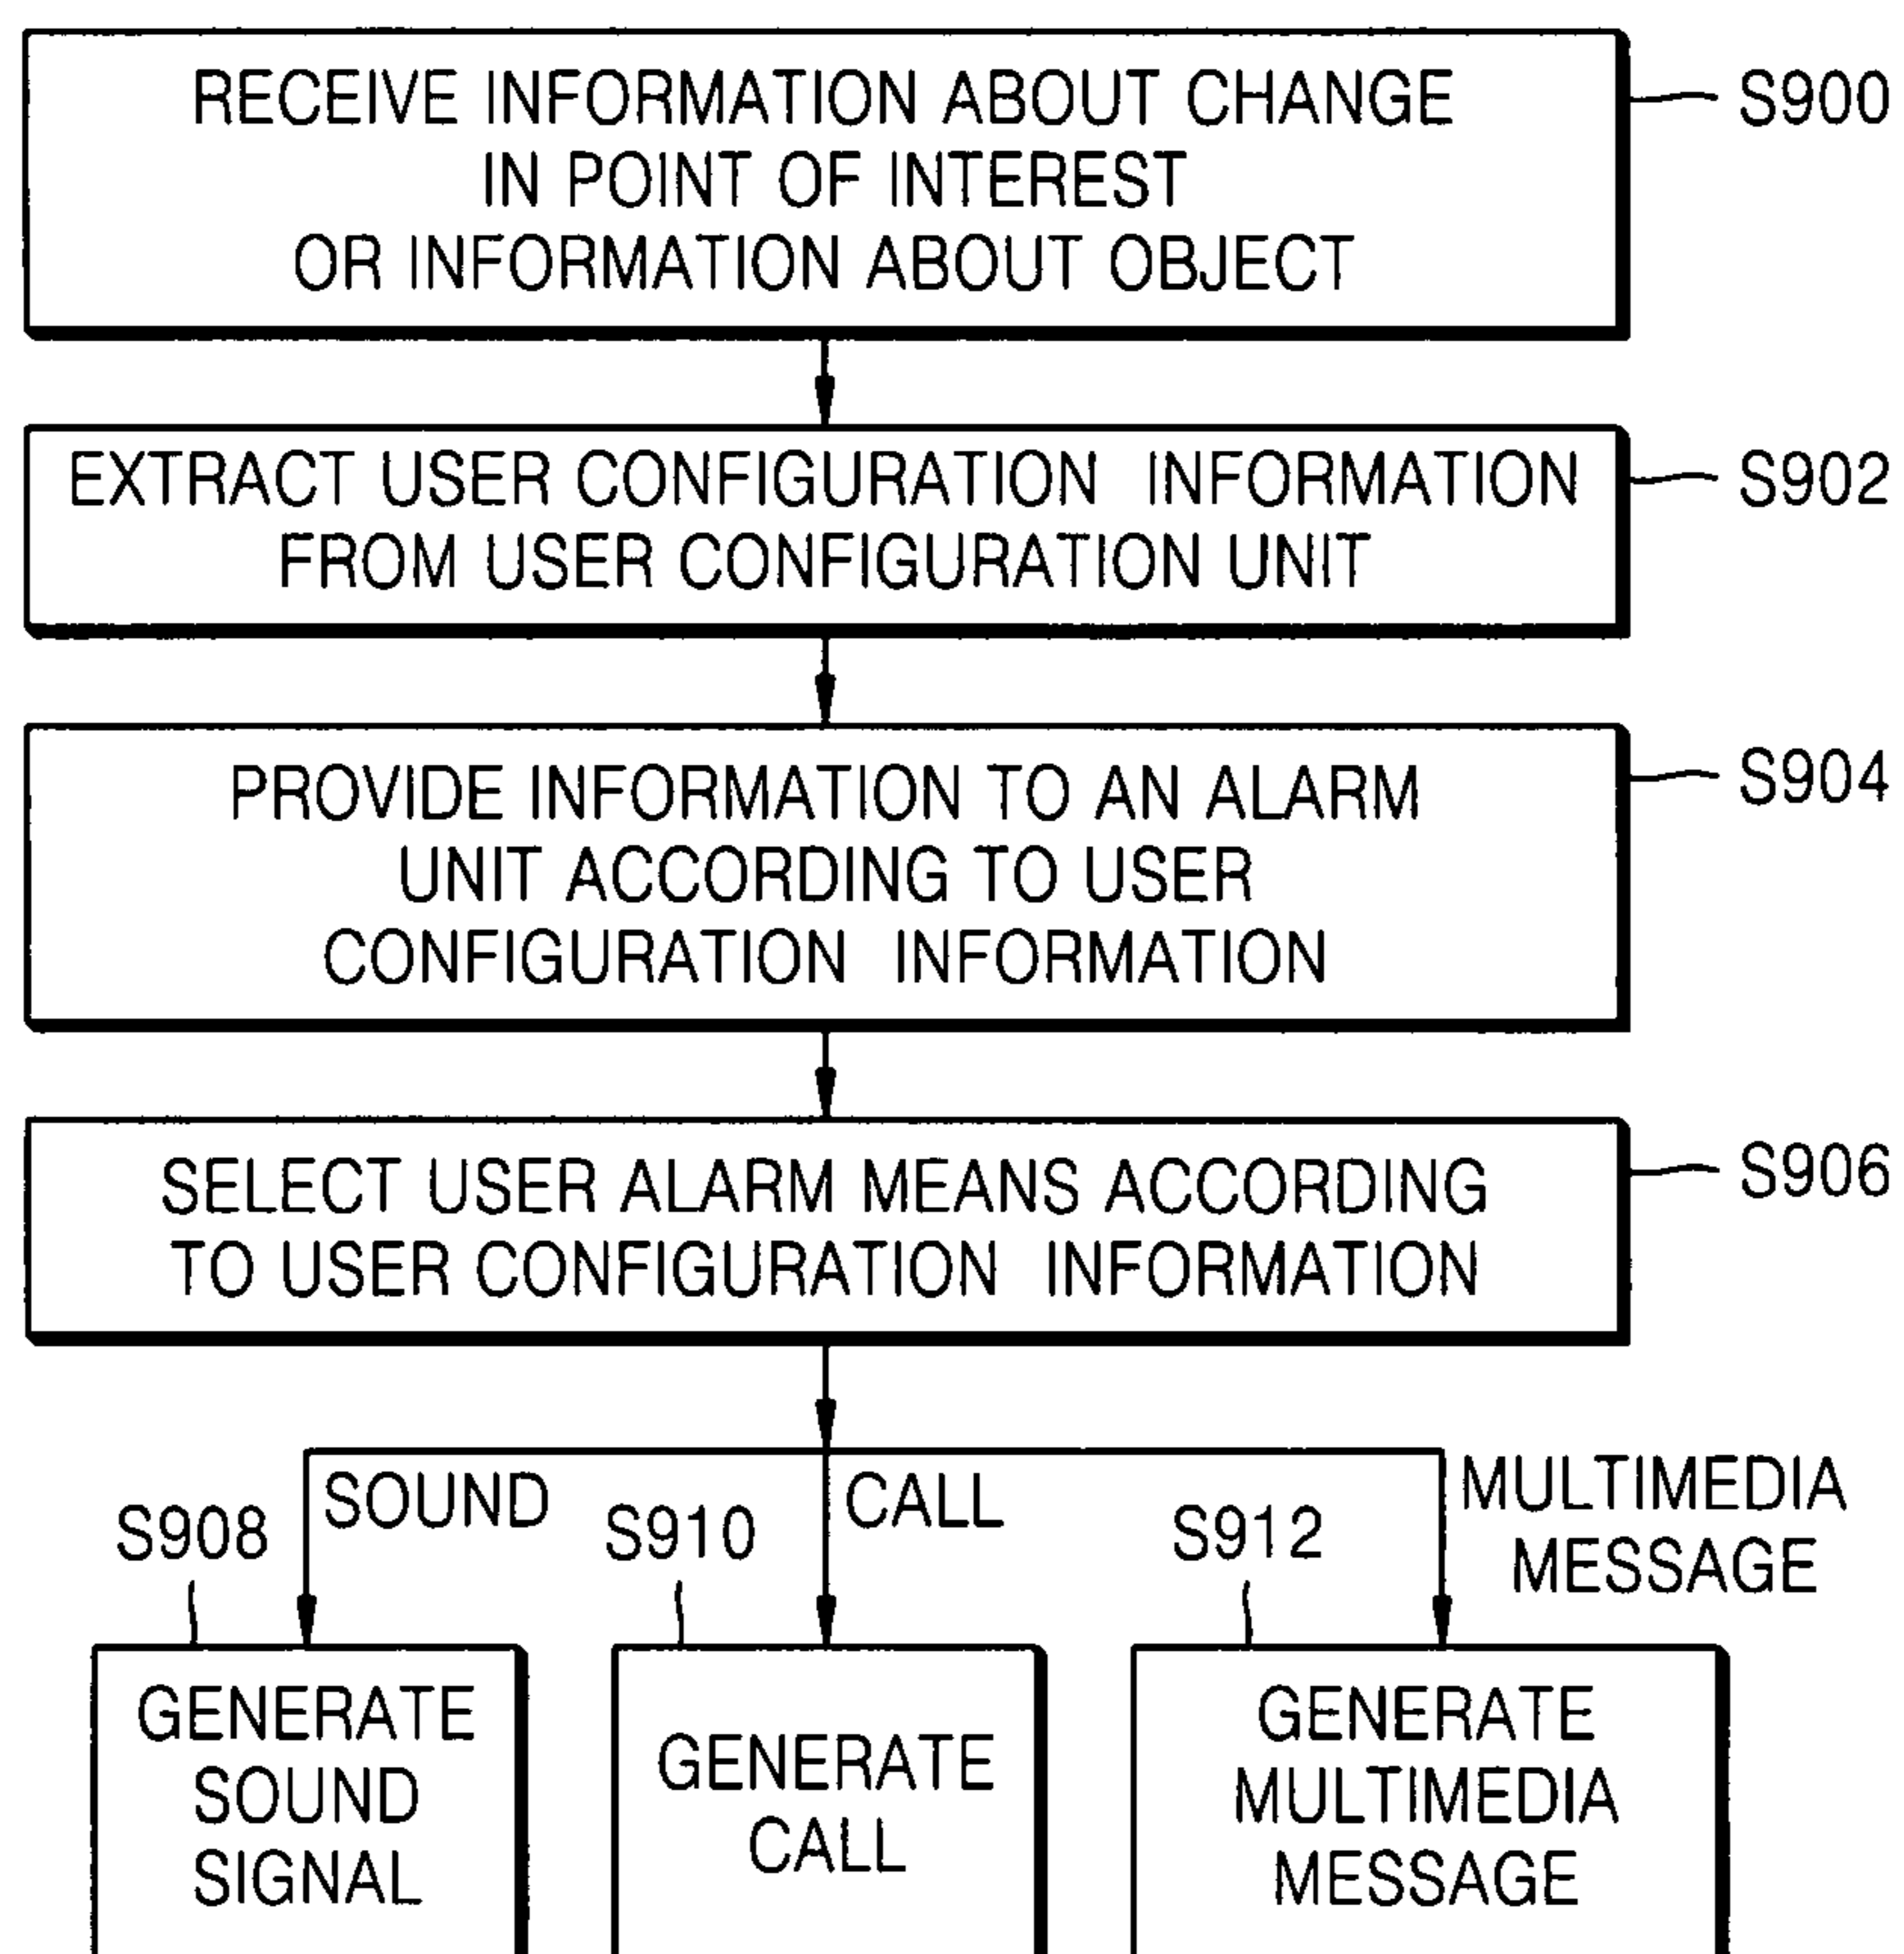 RECEIVE INFORMATION ABOUT CHANGE
IN POINT OF INTEREST
OR INFORMATION ABOUT OBJECT
S900
EXTRACT USER CONFIGURATION INFORMATION
FROM USER CONFIGURATION UNIT
S902
PROVIDE INFORMATION TO AN ALARM
UNIT ACCORDING TO USER
CONFIGURATION INFORMATION
S904
SELECT USER ALARM MEANS ACCORDING
TO USER CONFIGURATION INFORMATION
S906
SOUND
CALL
MULTIMEDIA
MESSAGE
S908
S910
S912
GENERATE
SOUND
SIGNAL
GENERATE
CALL
GENERATE
MULTIMEDIA
MESSAGE